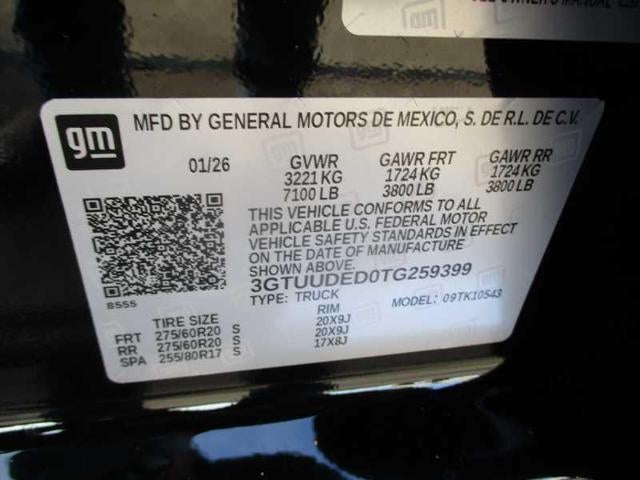 OWNER'S MANUAL
gm
MFD BY GENERAL MOTORS DE MEXICO, S. DE R.L. DE C.V.
01/26 GVWR GAWR FRT GAWR RR
3221 KG 1724 KG 1724 KG
7100 LB 3800 LB 3800 LB
THIS VEHICLE CONFORMS TO ALL
APPLICABLE U.S. FEDERAL MOTOR
VEHICLE SAFETY STANDARDS IN EFFECT
ON THE DATE OF MANUFACTURE
SHOWN ABOVE.
3GTUUDED0TG259399
8555
TYPE: TRUCK MODEL: 09TK10543
TIRE SIZE RIM
FRT 275/60R20 S 20X9J
RR 275/60R20 S 20X9J
SPA 255/80R17 S 17X8J